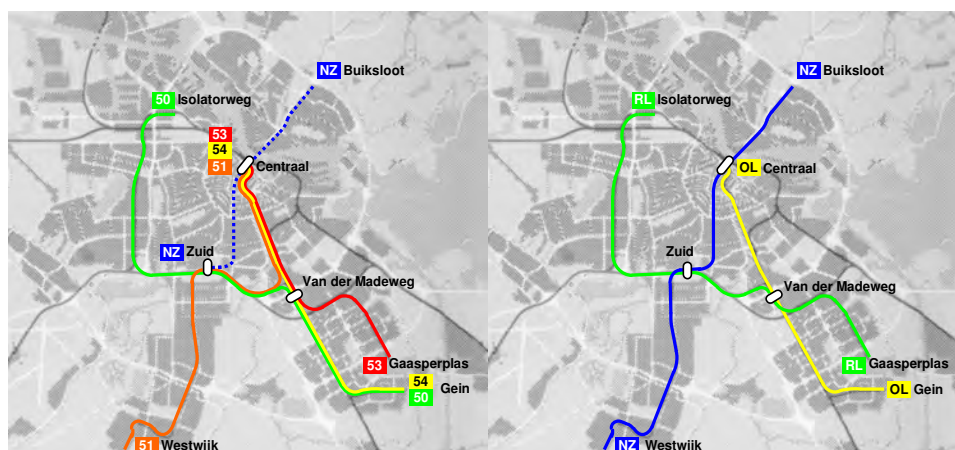 NZ Buiksloot
50 Isolatorweg
53
54
51
Centraal
NZ Zuid
Van der Madeweg
53 Gaasperplas
54
50
Gein
51 Westwijk
NZ Buiksloot
RL Isolatorweg
OL Centraal
Zuid
Van der Madeweg
RL Gaasperplas
OL Gein
NZ Westwijk